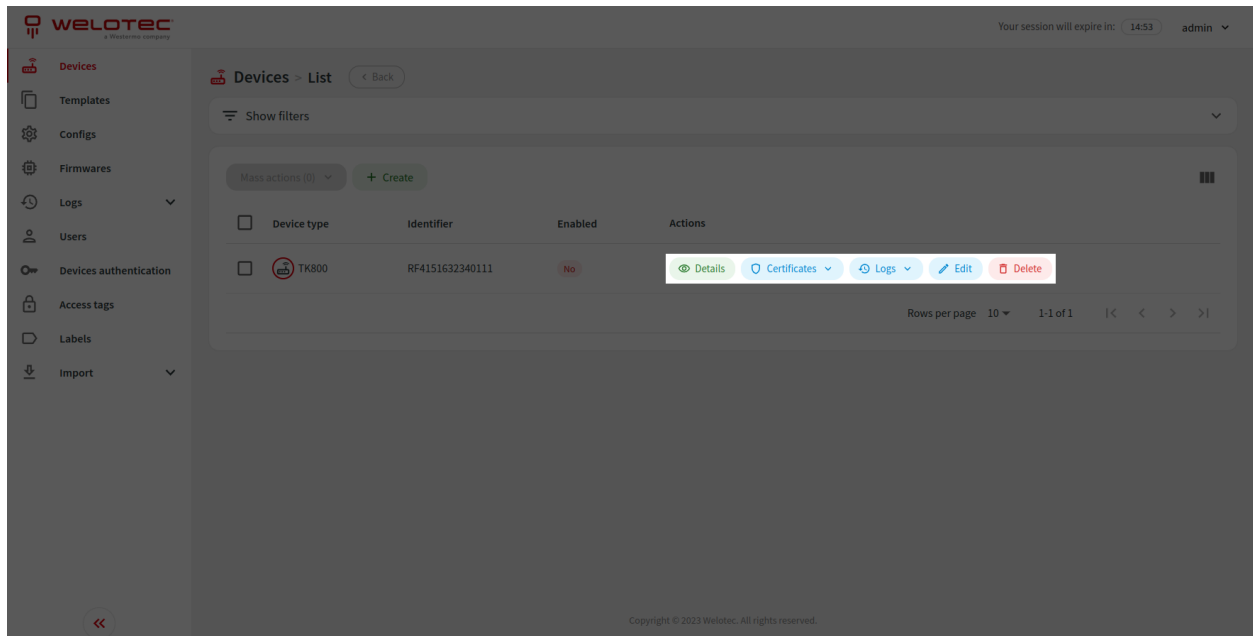 WELOTEC
a Westermo company
Your session will expire in: 14:53 admin
Devices
Templates
Configs
Firmwares
Logs
Users
Devices authentication
Access tags
Labels
Import
Devices > List < Back
Show filters
Mass actions (0) + Create
Device type Identifier Enabled Actions
TK800 RF4151632340111 No Details Certificates Logs Edit Delete
Rows per page 10 1-1 of 1
Copyright © 2023 Welotec. All rights reserved.